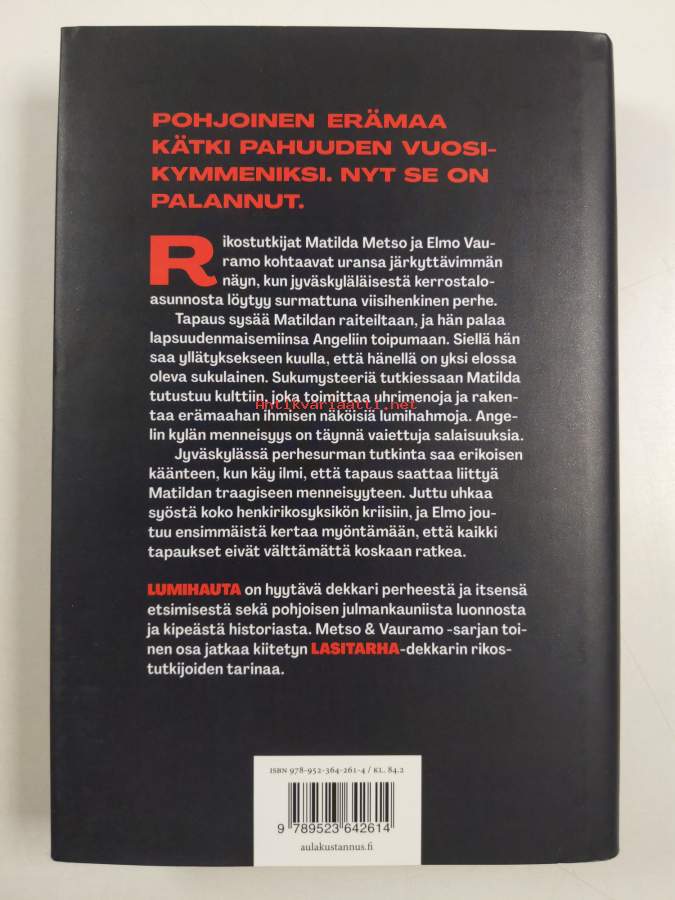 POHJOINEN ERÄMAA
KÄTKI PAHUUDEN VUOSI-
KYMMENIKSI. NYT SE ON
PALANNUT.
Rikostutkijat Matilda Metso ja Elmo Vau-
ramo kohtaavat uransa järkyttävimmän
näyn, kun jyväskyläläisestä kerrostalo-
asunnosta löytyy surmattuna viisihenkinen perhe.
Tapaus sysää Matildan raiteiltaan, ja hän palaa
lapsuudenmaisemiinsa Angeliin toipumaan. Siellä hän
saa yllätyksekseen kuulla, että hänellä on yksi elossa
oleva sukulainen. Sukumysteeriä tutkiessaan Matilda
tutustuu kulttiin, joka toimittaa uhrimenoja ja raken-
Antikvariaatti.net
taa erämaahan ihmisen näköisiä lumihahmoja. Ange-
lin kylän menneisyys on täynnä vaiettuja salaisuuksia.
Jyväskylässä perhesurman tutkinta saa erikoisen
käänteen, kun käy ilmi, että tapaus saattaa liittyä
Matildan traagiseen menneisyyteen. Juttu uhkaa
syöstä koko henkirikosyksikön kriisiin, ja Elmo jou-
tuu ensimmäistä kertaa myöntämään, että kaikki
tapaukset eivät välttämättä koskaan ratkea.
LUMIHAUTA on hyytävä dekkari perheestä ja itsensä
etsimisestä sekä pohjoisen julmankauniista luonnosta
ja kipeästä historiasta. Metso & Vauramo -sarjan toi-
nen osa jatkaa kiitetyn LASITARHA-dekkarin rikos-
tutkijoiden tarinaa.
ISBN 978-952-364-261-4 / KL. 84.2
9 789523 642614
aulakustannus.fi